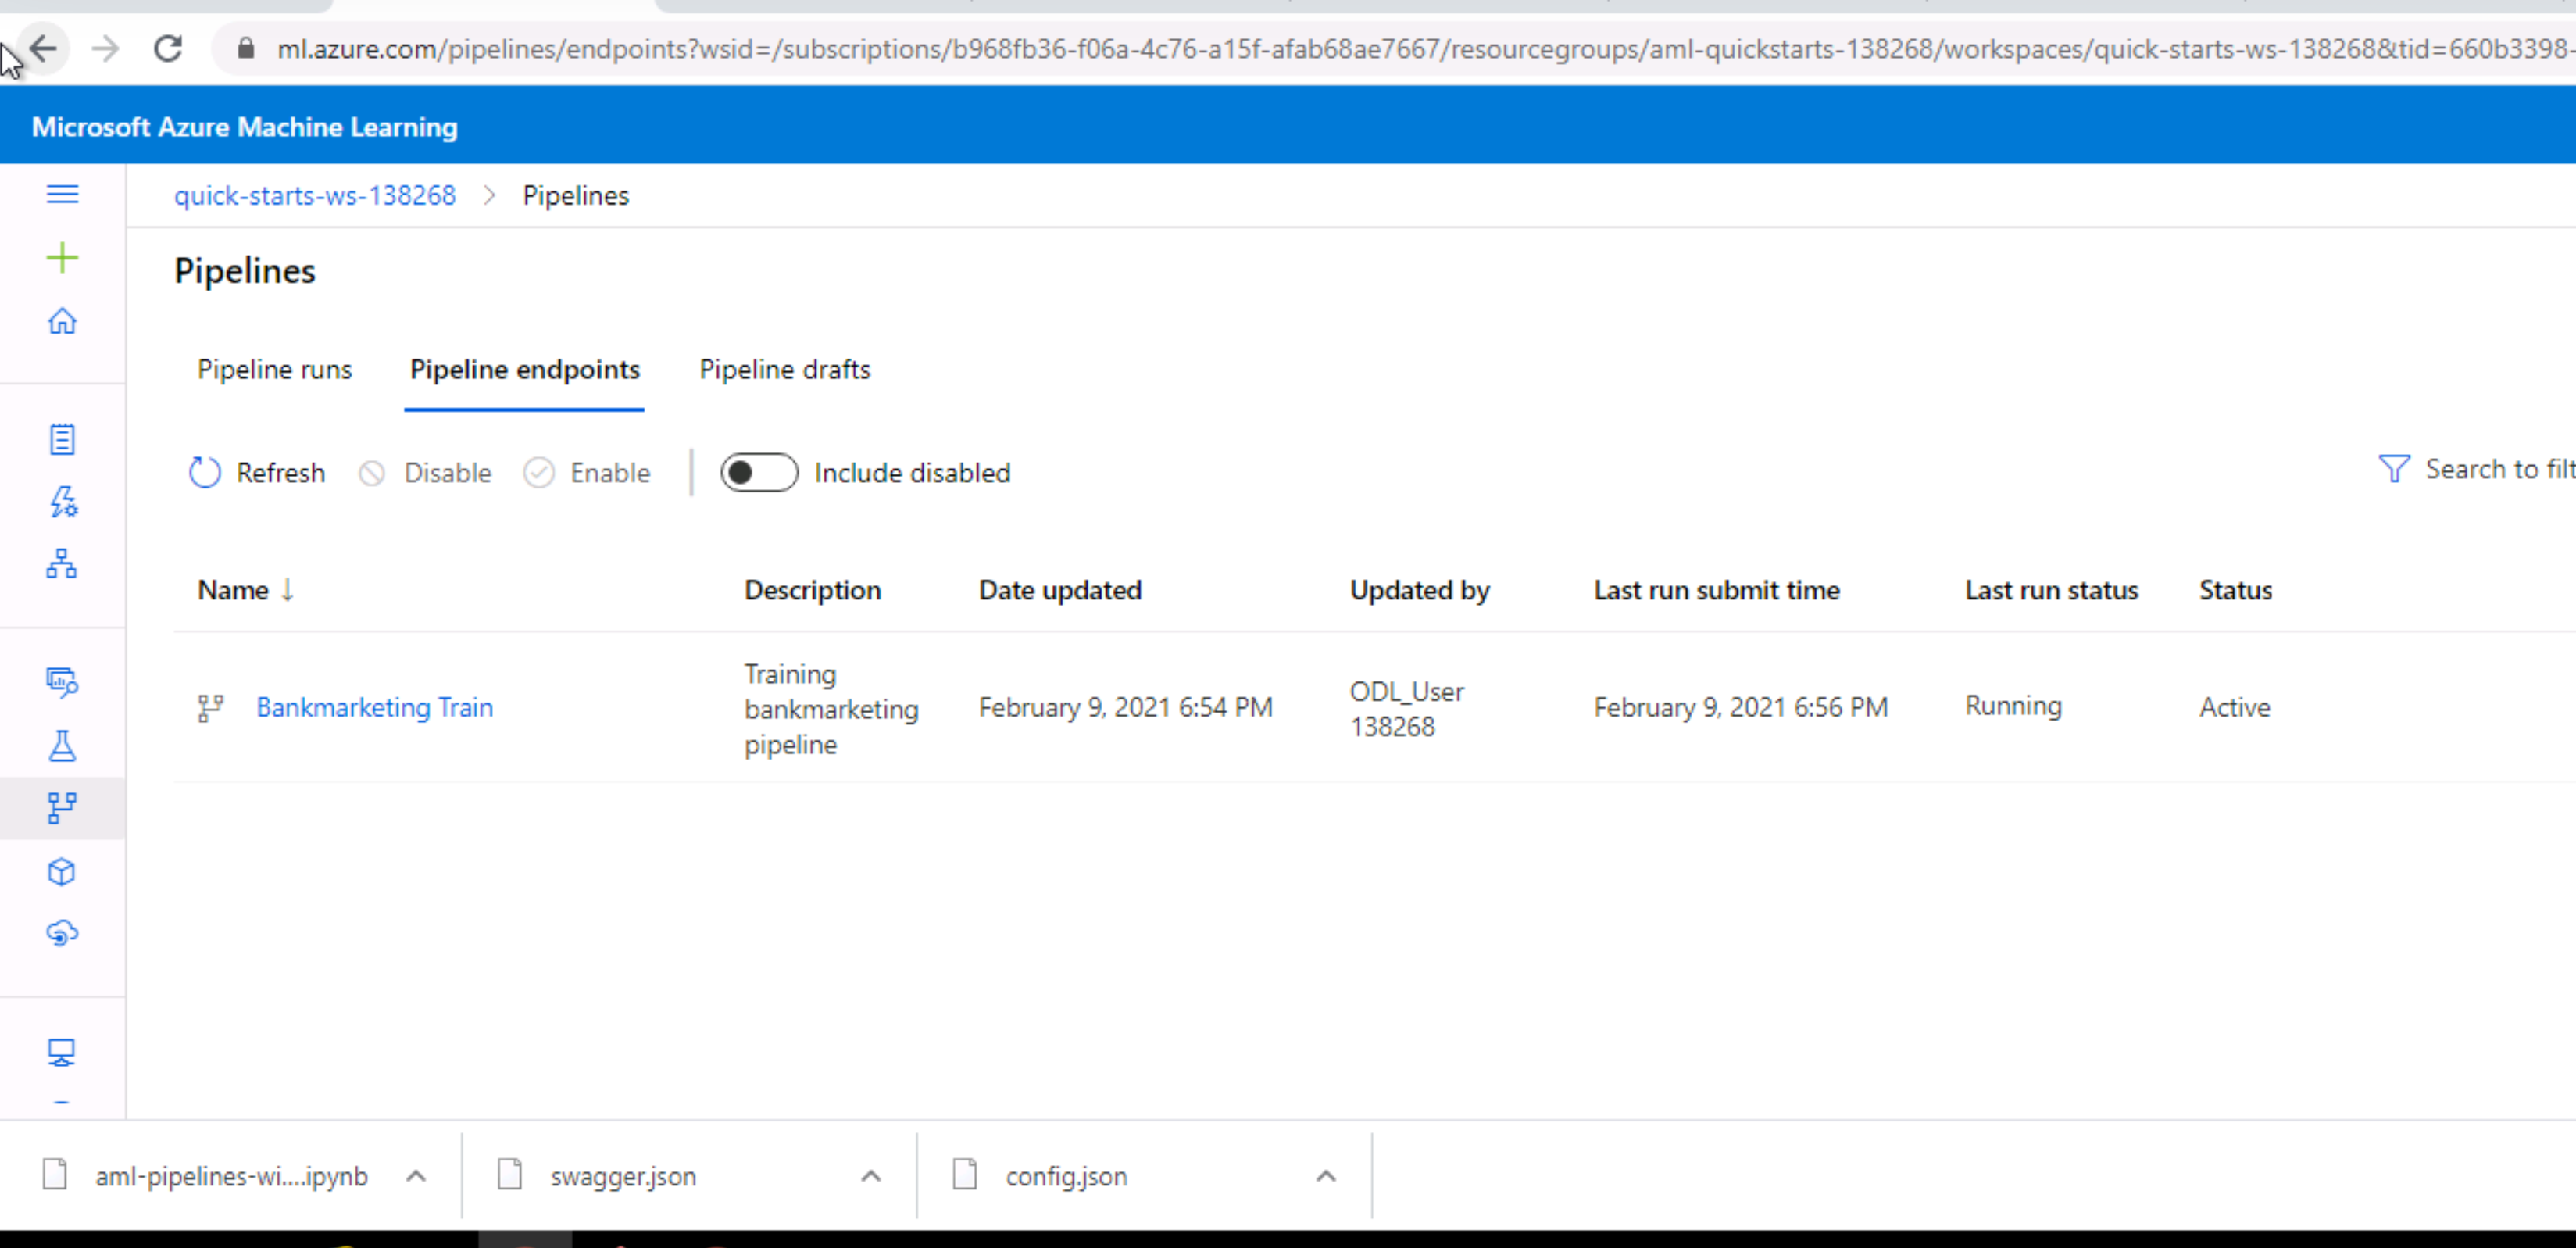 ml.azure.com/pipelines/endpoints?wsid=/subscriptions/b968fb36-f06a-4c76-a15f-afab68ae7667/resourcegroups/aml-quickstarts-138268/workspaces/quick-starts-ws-138268&tid=660b3398-
Microsoft Azure Machine Learning
quick-starts-ws-138268 > Pipelines
Pipelines
Pipeline runs Pipeline endpoints Pipeline drafts
Refresh Disable Enable Include disabled Search to filt
Name ↓ Description Date updated Updated by Last run submit time Last run status Status
Bankmarketing Train Training bankmarketing pipeline February 9, 2021 6:54 PM ODL_User 138268 February 9, 2021 6:56 PM Running Active
aml-pipelines-wi....ipynb swagger.json config.json